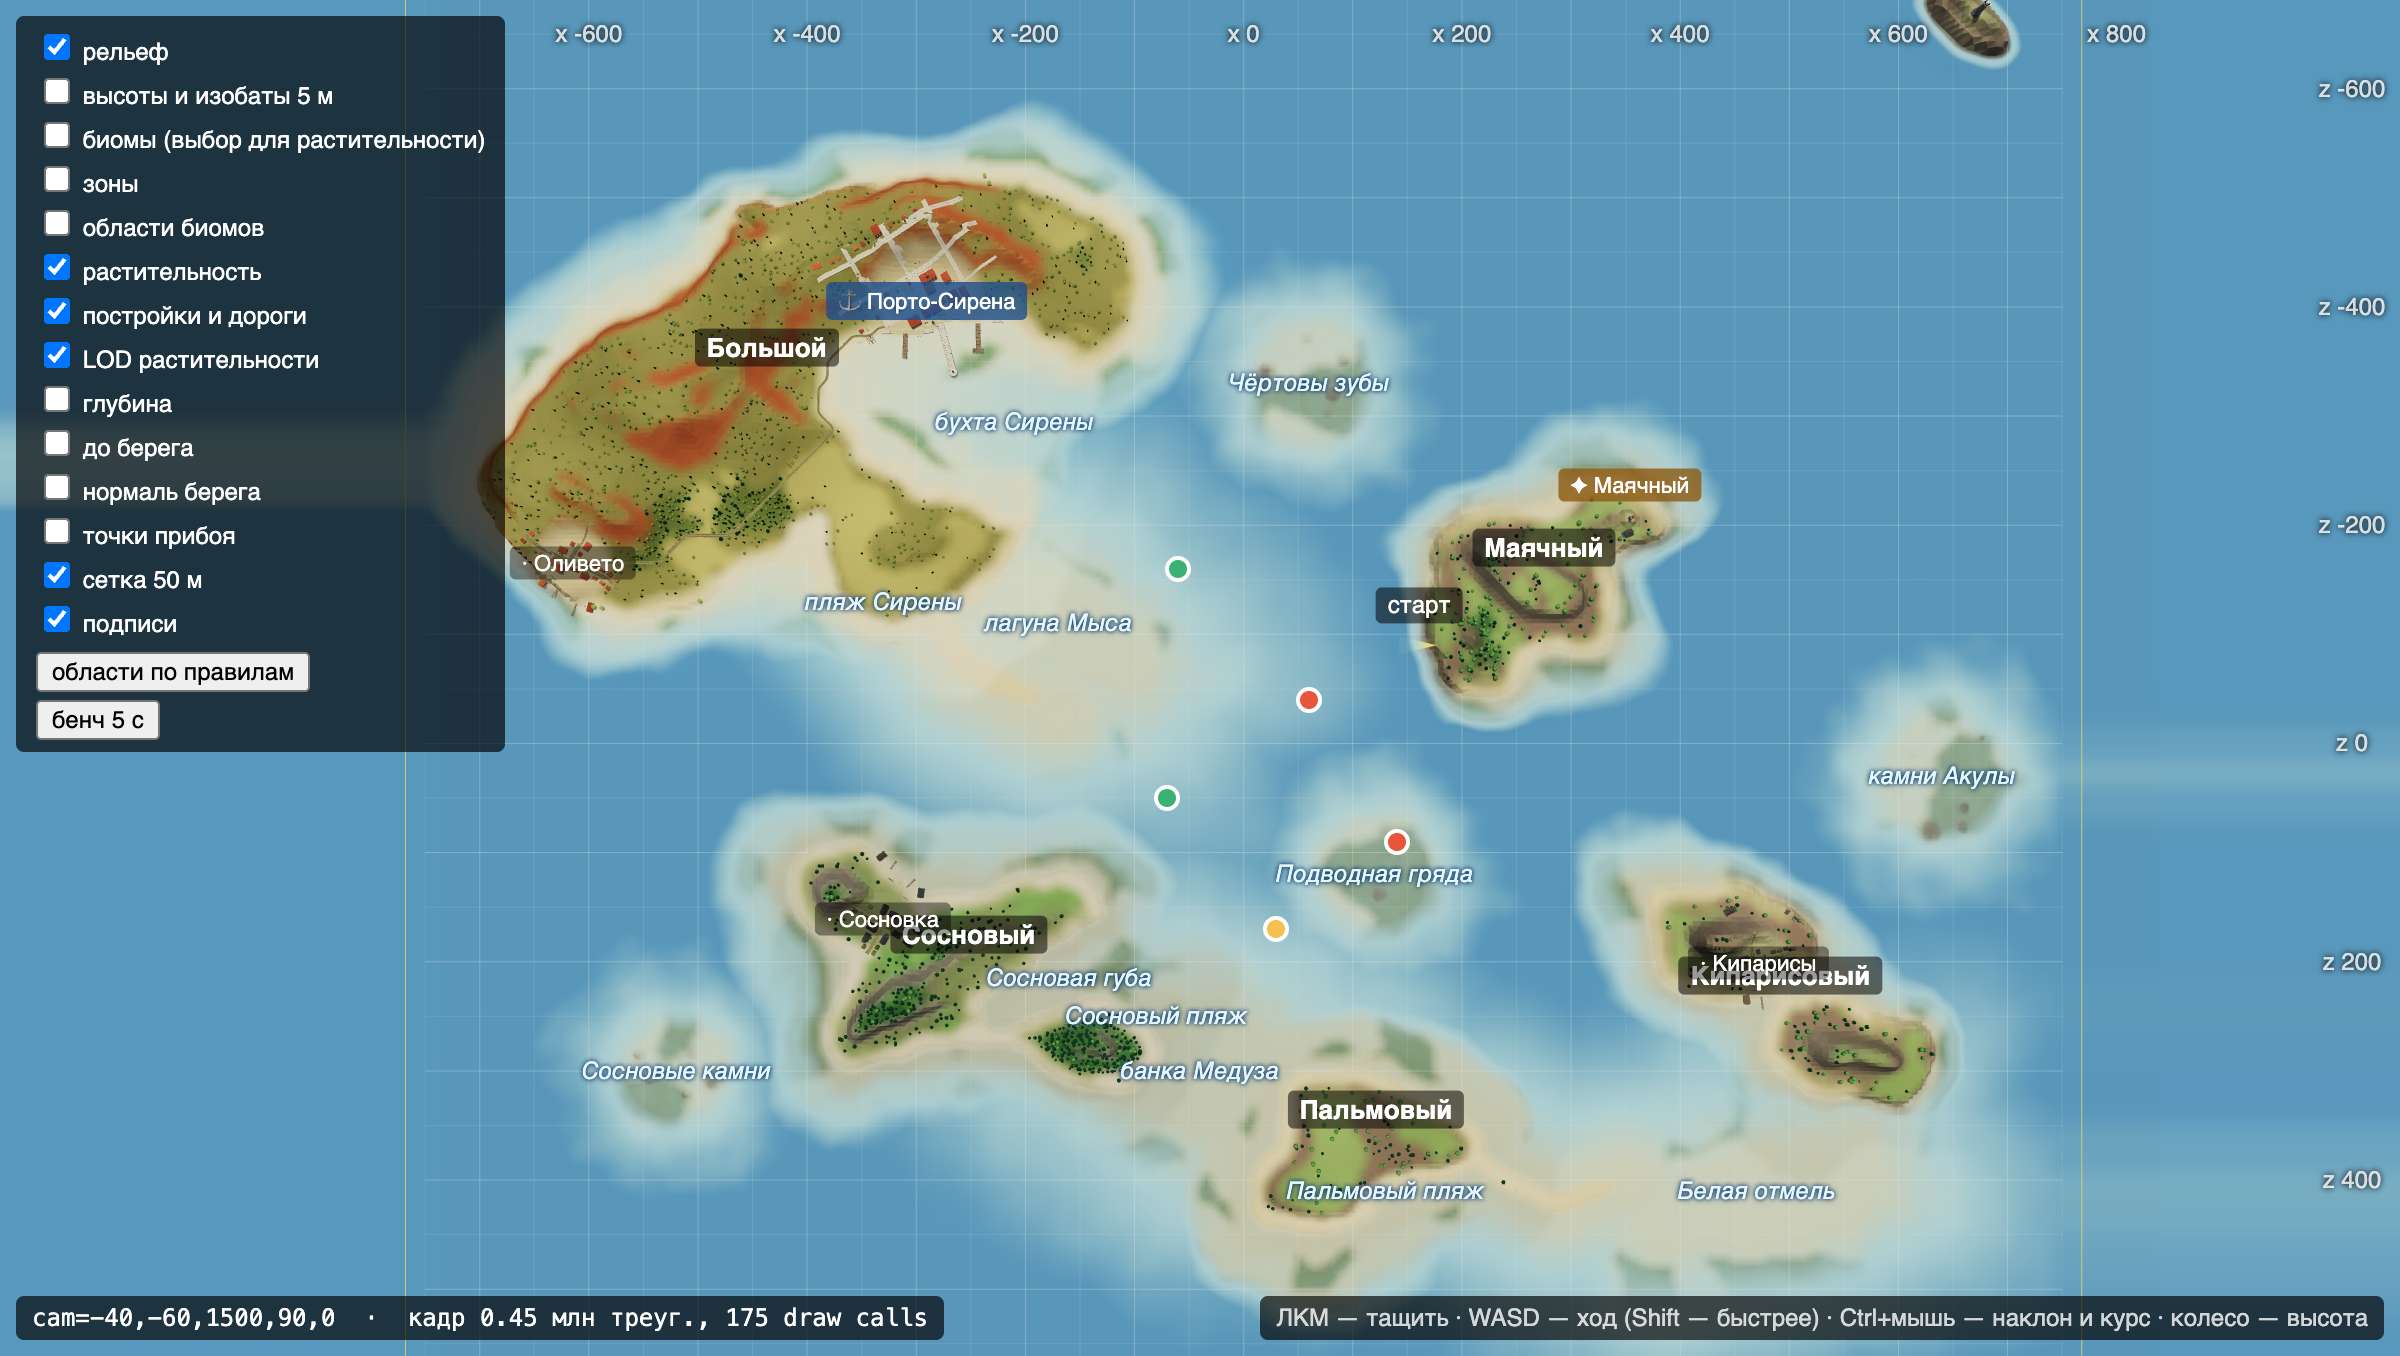 x -600
x -400
x -200
x 0
x 200
x 400
x 600
x 800
рельеф
высоты и изобаты 5 м
биомы (выбор для растительности)
зоны
области биомов
растительность
постройки и дороги
LOD растительности
глубина
до берега
нормаль берега
точки прибоя
сетка 50 м
подписи
области по правилам
бенч 5 с
z -600
z -400
z -200
z 0
z 200
z 400
⚓ Порто-Сирена
Большой
Чёртовы зубы
бухта Сирены
✦ Маячный
Маячный
· Оливето
пляж Сирены
старт
лагуна Мыса
камни Акулы
Подводная гряда
· Сосновка
Сосновый
· Кипарисы
Кипарисовый
Сосновая губа
Сосновый пляж
Сосновые камни
банка Медуза
Пальмовый
Пальмовый пляж
Белая отмель
cam=-40,-60,1500,90,0 · кадр 0.45 млн треуг., 175 draw calls
ЛКМ — тащить · WASD — ход (Shift — быстрее) · Ctrl+мышь — наклон и курс · колесо — высота